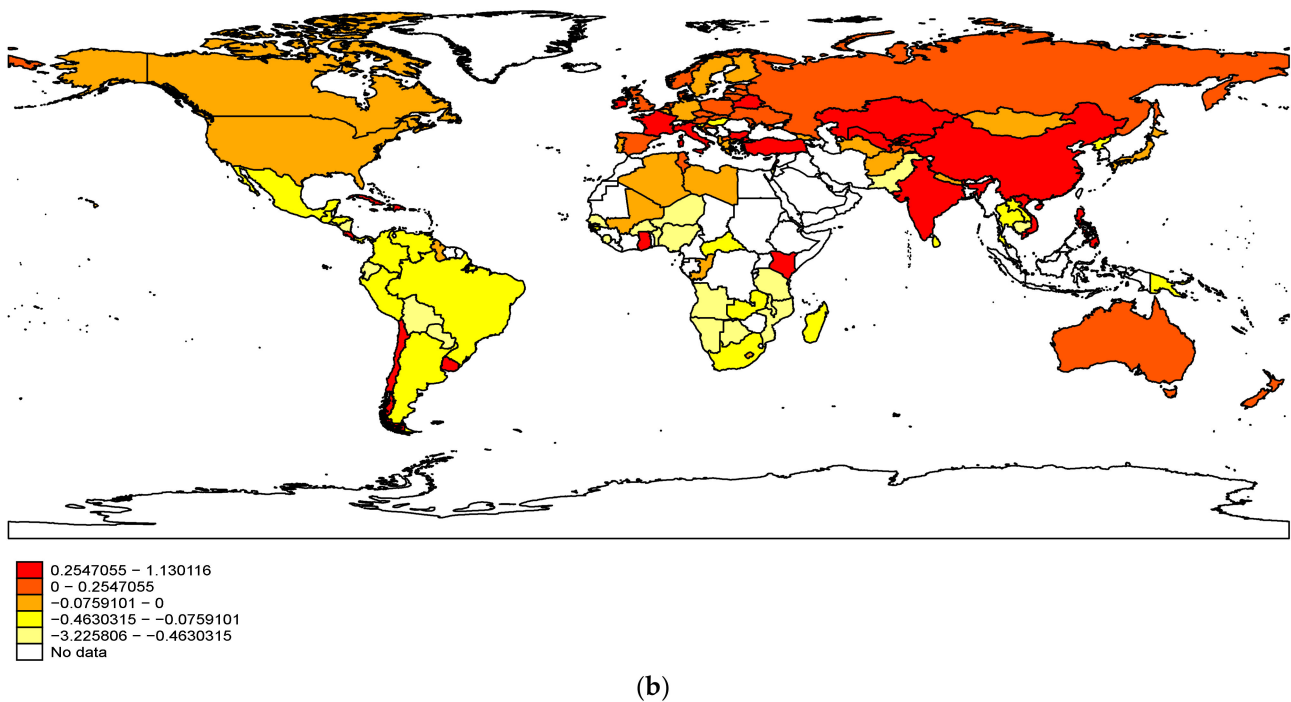 0.2547055 − 1.130116
0 − 0.2547055
−0.0759101 − 0
−0.4630315 − −0.0759101
−3.225806 − −0.4630315
No data
(b)